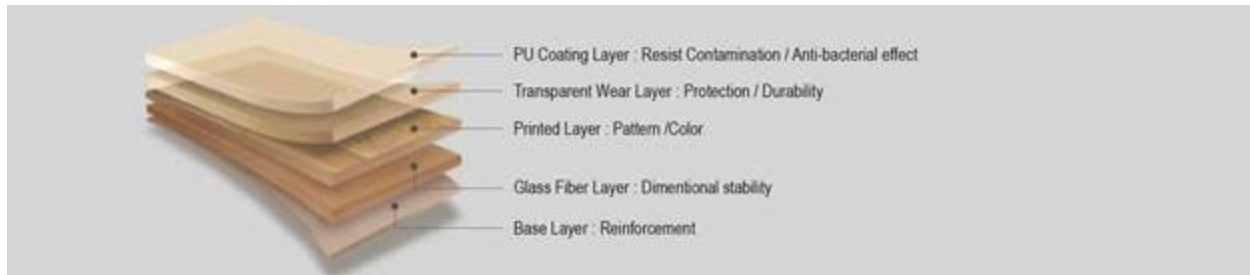 PU Coating Layer : Resist Contamination / Anti-bacterial effect
Transparent Wear Layer : Protection / Durability
Printed Layer : Pattern /Color
Glass Fiber Layer : Dimentional stability
Base Layer : Reinforcement